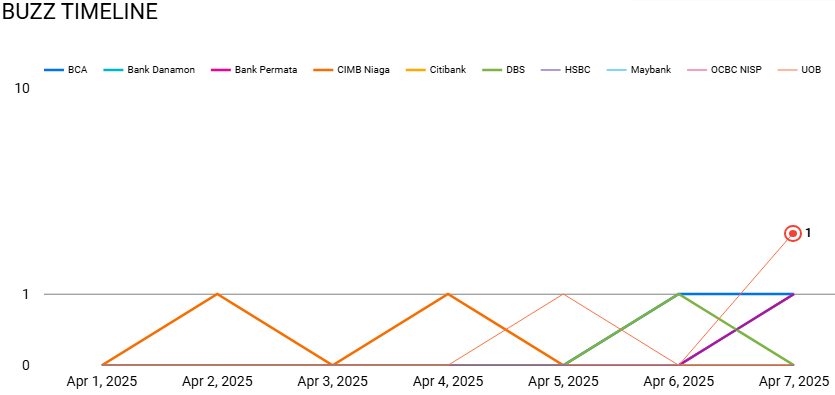 BUZZ TIMELINE
BCA Bank Danamon Bank Permata CIMB Niaga Citibank DBS HSBC Maybank OCBC NISP UOB
10
1
1
0
Apr 1, 2025 Apr 2, 2025 Apr 3, 2025 Apr 4, 2025 Apr 5, 2025 Apr 6, 2025 Apr 7, 2025